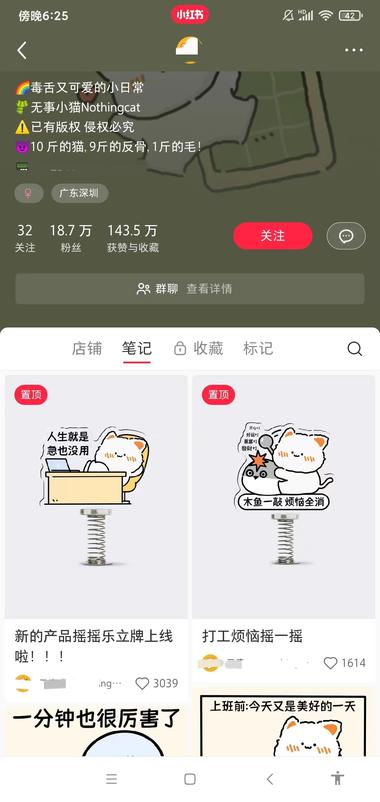 傍晚6:25
小红书
HD
42
🌈毒舌又可爱的小日常
🥦无事小猫Nothingcat
⚠️已有版权 侵权必究
😈10斤的猫,9斤的反骨,1斤的毛!
♀
广东深圳
32
关注
18.7万
粉丝
143.5万
获赞与收藏
关注
群聊 查看详情
店铺 笔记 收藏 标记
置顶
人生就是
急也没用
新的产品摇摇乐立牌上线
啦!!!
.ng…
3039
置顶
木鱼一敲 烦恼全消
打工烦恼摇一摇
1614
一分钟也很厉害了
上班前:今天又是美好的一天